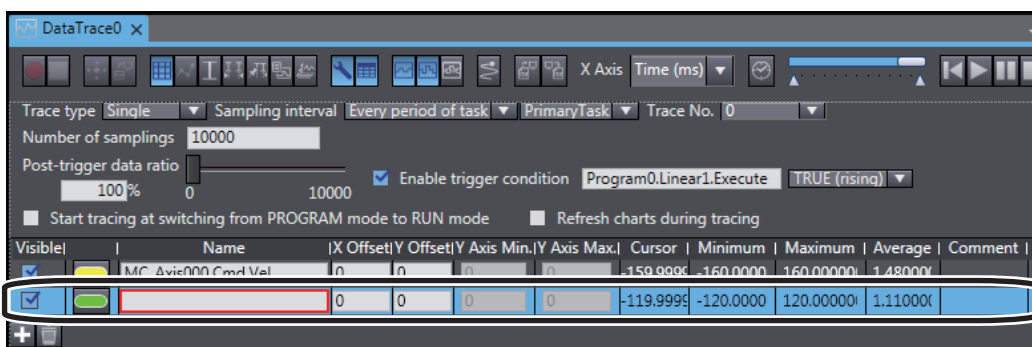 DataTrace0
X Axis Time (ms)
Trace type Single Sampling interval Every period of task PrimaryTask Trace No. 0
Number of samplings 10000
Post-trigger data ratio
100 % 0 10000 Enable trigger condition Program0.Linear1.Execute TRUE (rising)
Start tracing at switching from PROGRAM mode to RUN mode Refresh charts during tracing
Visible Name X Offset Y Offset Y Axis Min. Y Axis Max. Cursor Minimum Maximum Average Comment
MC_Axis000.Cmd.Vel 0 0 0 0 -159.9999 -160.0000 160.00000 1.48000
0 0 0 0 -119.9999 -120.0000 120.00000 1.11000